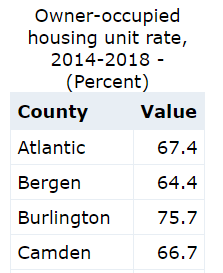 Owner-occupied
housing unit rate,
2014-2018 -
(Percent)
County Value
Atlantic 67.4
Bergen 64.4
Burlington 75.7
Camden 66.7